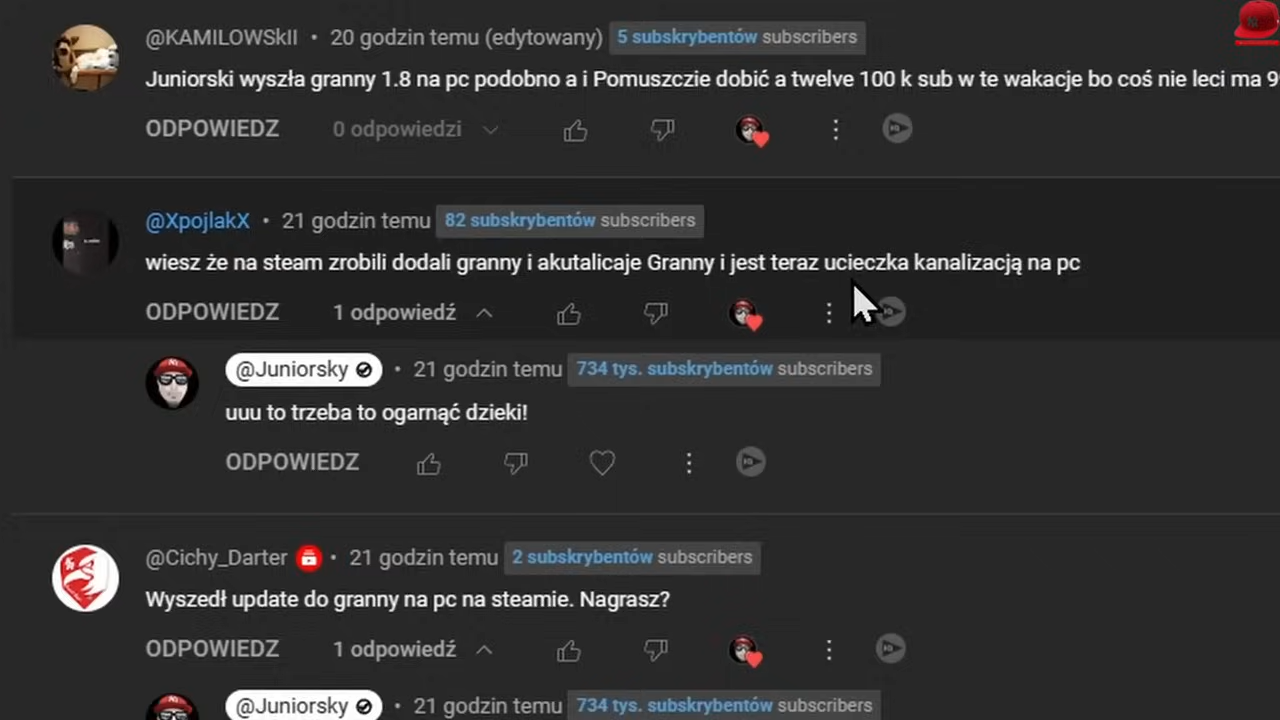 @KAMILOWSkII • 20 godzin temu (edytowany) 5 subskrybentów subscribers
Juniorski wyszła granny 1.8 na pc podobno a i Pomuszczie dobić a twelve 100 k sub w te wakacje bo coś nie leci ma 9
ODPOWIEDZ 0 odpowiedzi
@XpojlakX • 21 godzin temu 82 subskrybentów subscribers
wiesz że na steam zrobili dodali granny i akutalicaje Granny i jest teraz ucieczka kanalizacją na pc
ODPOWIEDZ 1 odpowiedź
@Juniorsky • 21 godzin temu 734 tys. subskrybentów subscribers
uuu to trzeba to ogarnąć dzieki!
ODPOWIEDZ
@Cichy_Darter • 21 godzin temu 2 subskrybentów subscribers
Wyszedł update do granny na pc na steamie. Nagrasz?
ODPOWIEDZ 1 odpowiedź
@Juniorsky • 21 godzin temu 734 tys. subskrybentów subscribers